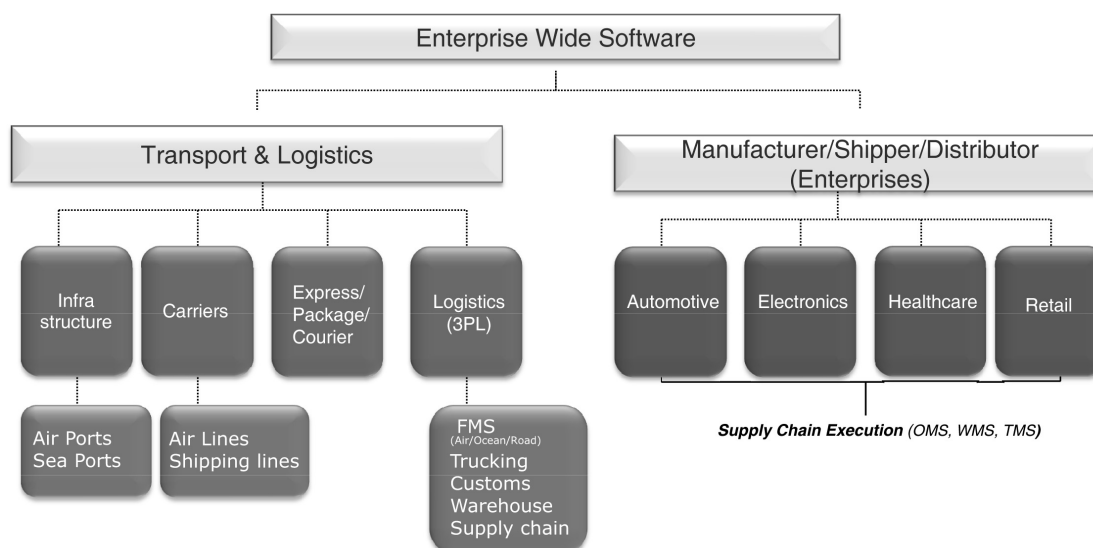 Enterprise Wide Software
Transport & Logistics
Manufacturer/Shipper/Distributor
(Enterprises)
Infra
structure
Carriers
Express/
Package/
Courier
Logistics
(3PL)
Automotive
Electronics
Healthcare
Retail
Air Ports
Sea Ports
Air Lines
Shipping lines
FMS
(Air/Ocean/Road)
Trucking
Customs
Warehouse
Supply chain
Supply Chain Execution (OMS, WMS, TMS)